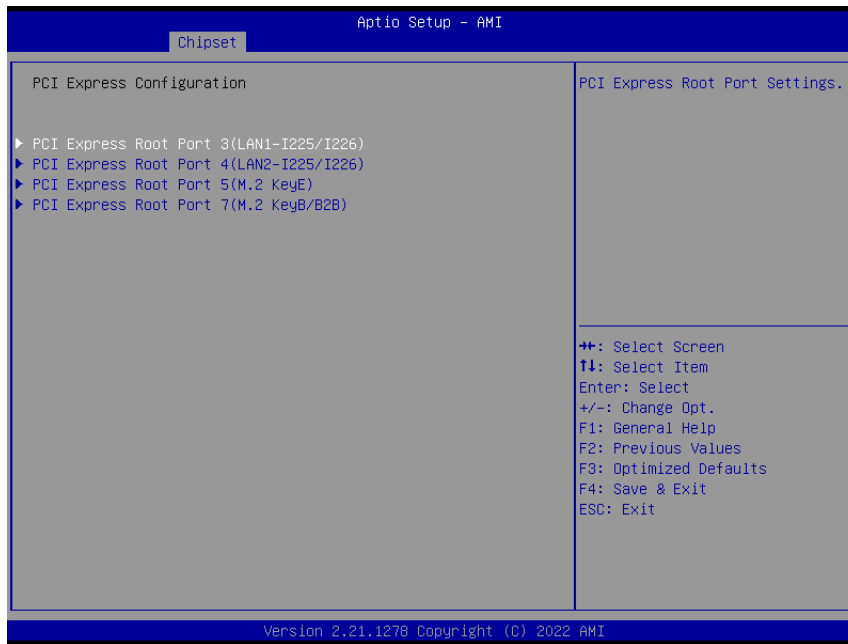 Aptio Setup – AMI
Chipset
PCI Express Configuration
PCI Express Root Port Settings.
▶ PCI Express Root Port 3(LAN1-I225/I226)
▶ PCI Express Root Port 4(LAN2-I225/I226)
▶ PCI Express Root Port 5(M.2 KeyE)
▶ PCI Express Root Port 7(M.2 KeyB/B2B)
→←: Select Screen
↑↓: Select Item
Enter: Select
+/-: Change Opt.
F1: General Help
F2: Previous Values
F3: Optimized Defaults
F4: Save & Exit
ESC: Exit
Version 2.21.1278 Copyright (C) 2022 AMI